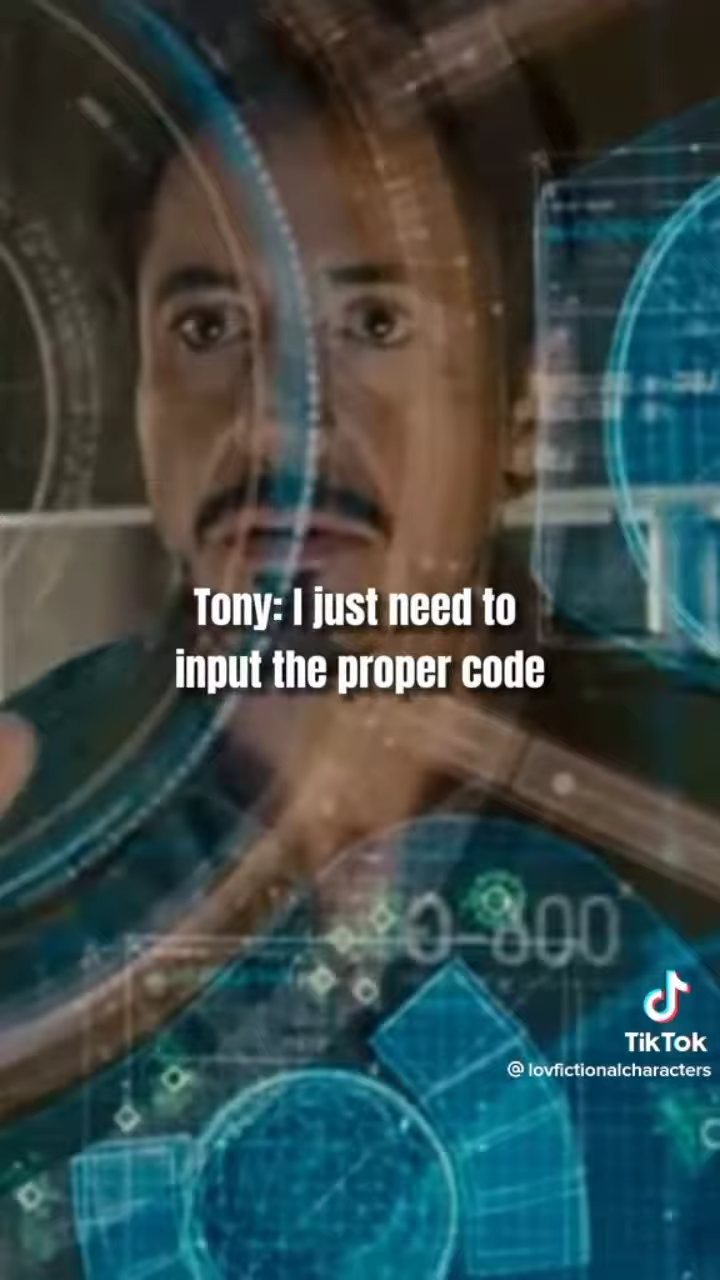 Tony: I just need to
input the proper code
0-800
TikTok
@lovfictionalcharacters